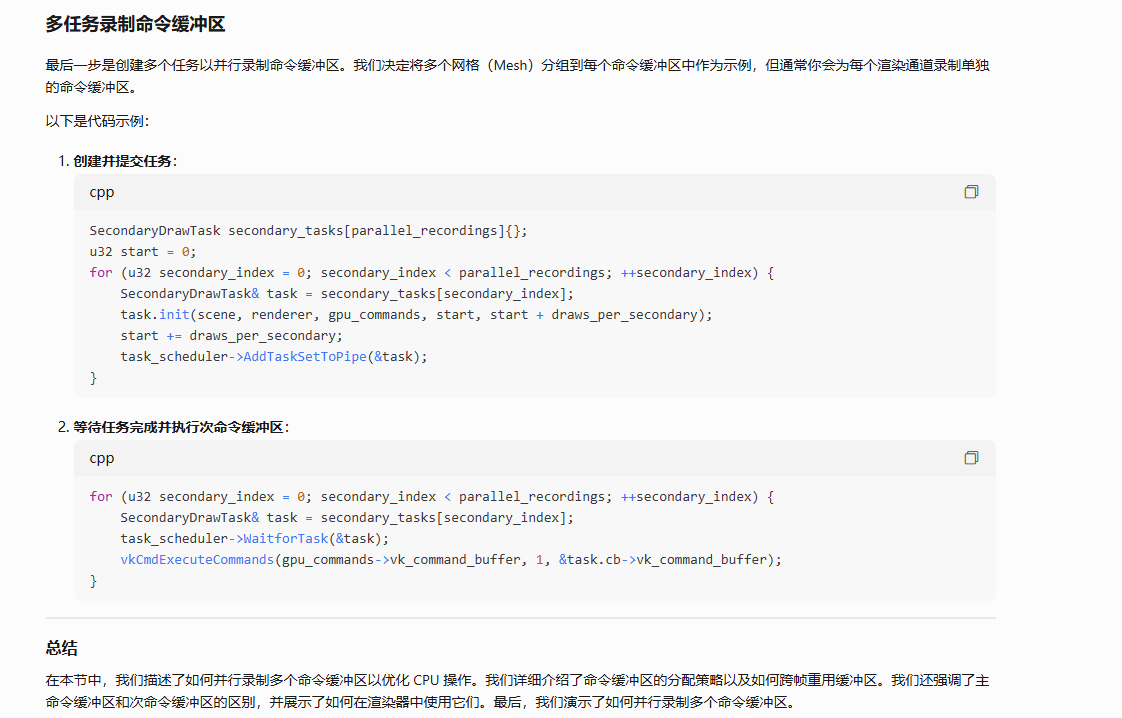 多任务录制命令缓冲区
最后一步是创建多个任务以并行录制命令缓冲区。我们决定将多个网格（Mesh）分组到每个命令缓冲区中作为示例，但通常你会为每个渲染通道录制单独
的命令缓冲区。
以下是代码示例：
1. 创建并提交任务：
cpp
SecondaryDrawTask secondary_tasks[parallel_recordings]{};
u32 start = 0;
for (u32 secondary_index = 0; secondary_index < parallel_recordings; ++secondary_index) {
    SecondaryDrawTask& task = secondary_tasks[secondary_index];
    task.init(scene, renderer, gpu_commands, start, start + draws_per_secondary);
    start += draws_per_secondary;
    task_scheduler->AddTaskSetToPipe(&task);
}
2. 等待任务完成并执行次命令缓冲区：
cpp
for (u32 secondary_index = 0; secondary_index < parallel_recordings; ++secondary_index) {
    SecondaryDrawTask& task = secondary_tasks[secondary_index];
    task_scheduler->WaitforTask(&task);
    vkCmdExecuteCommands(gpu_commands->vk_command_buffer, 1, &task.cb->vk_command_buffer);
}
总结
在本节中，我们描述了如何并行录制多个命令缓冲区以优化 CPU 操作。我们详细介绍了命令缓冲区的分配策略以及如何跨帧重用缓冲区。我们还强调了主
命令缓冲区和次命令缓冲区的区别，并展示了如何在渲染器中使用它们。最后，我们演示了如何并行录制多个命令缓冲区。